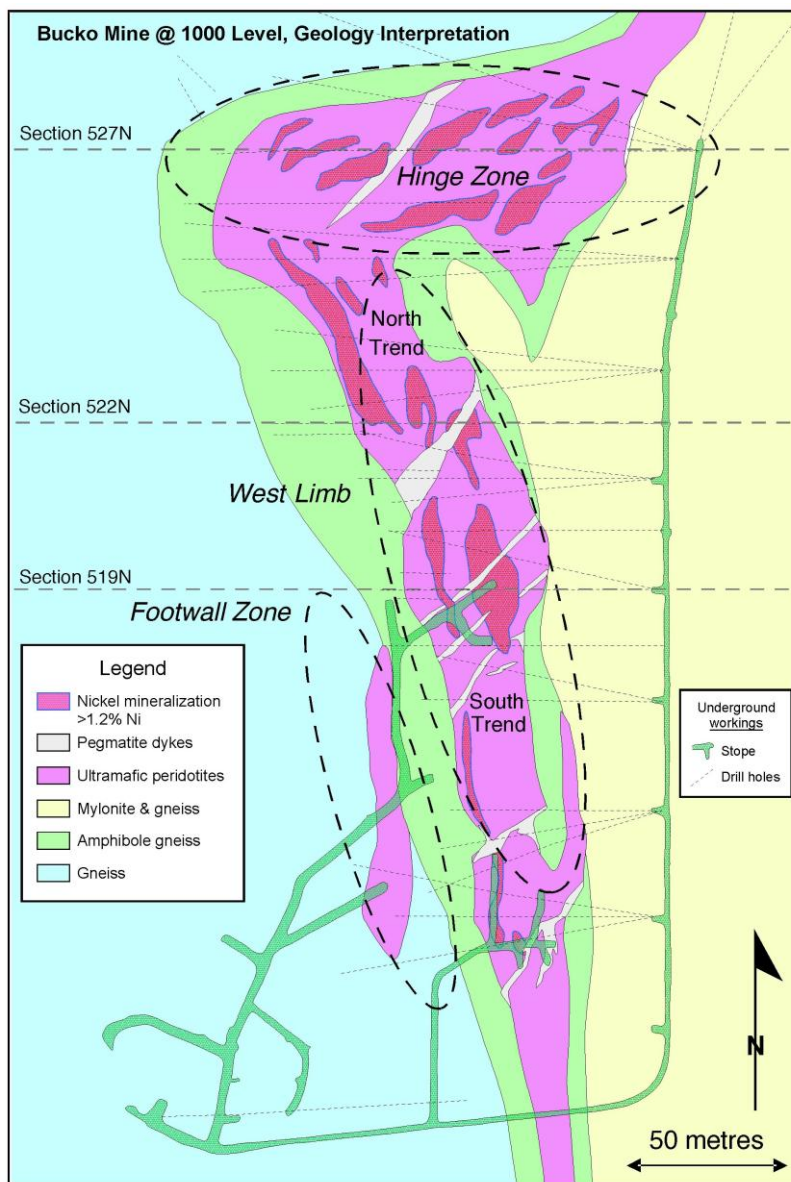 Bucko Mine @ 1000 Level, Geology Interpretation
Section 527N
Hinge Zone
North
Trend
Section 522N
West Limb
Section 519N
Footwall Zone
Legend
Nickel mineralization
>1.2% Ni
Pegmatite dykes
Ultramafic peridotites
Mylonite & gneiss
Amphibole gneiss
Gneiss
South
Trend
Underground
workings
Stope
Drill holes
N
50 metres